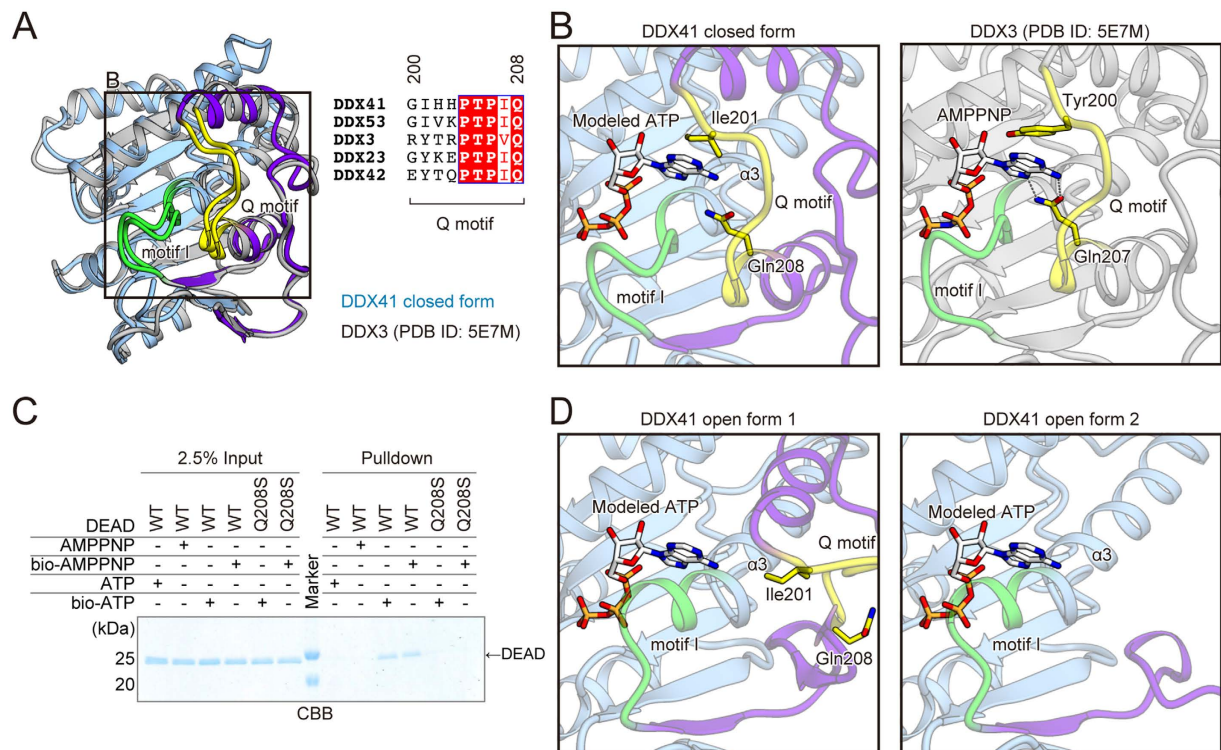 A
B
Q motif
motif I
200
208
DDX41 GIHHPTPIQ
DDX53 GIVKPTPIQ
DDX3 RYTRPTPVQ
DDX23 GYKEPTPIQ
DDX42 EYTQPTPIQ
Q motif
DDX41 closed form
DDX3 (PDB ID: 5E7M)
B
DDX41 closed form
Modeled ATP
Ile201
α3
Q motif
Gln208
motif I
DDX3 (PDB ID: 5E7M)
AMPPNP
Tyr200
Q motif
Gln207
motif I
C
2.5% Input Pulldown
DEAD WT WT WT WT Q208S Q208S WT WT WT WT Q208S Q208S
AMPPNP - + - - - - - + - - - -
bio-AMPPNP - - - + - + - - - + - +
ATP + - - - - - + - - - - -
bio-ATP - - + - + - - - + - + -
Marker
(kDa)
25
20
←DEAD
CBB
D
DDX41 open form 1
Modeled ATP
Q motif
α3
Ile201
motif I
Gln208
DDX41 open form 2
Modeled ATP
α3
motif I